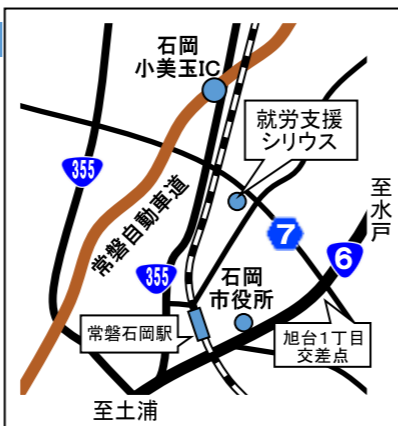 石岡
小美玉IC
就労支援
シリウス
355
至水戸
常磐自動車道
7
6
355
石岡
市役所
常磐石岡駅
旭台1丁目
交差点
至土浦